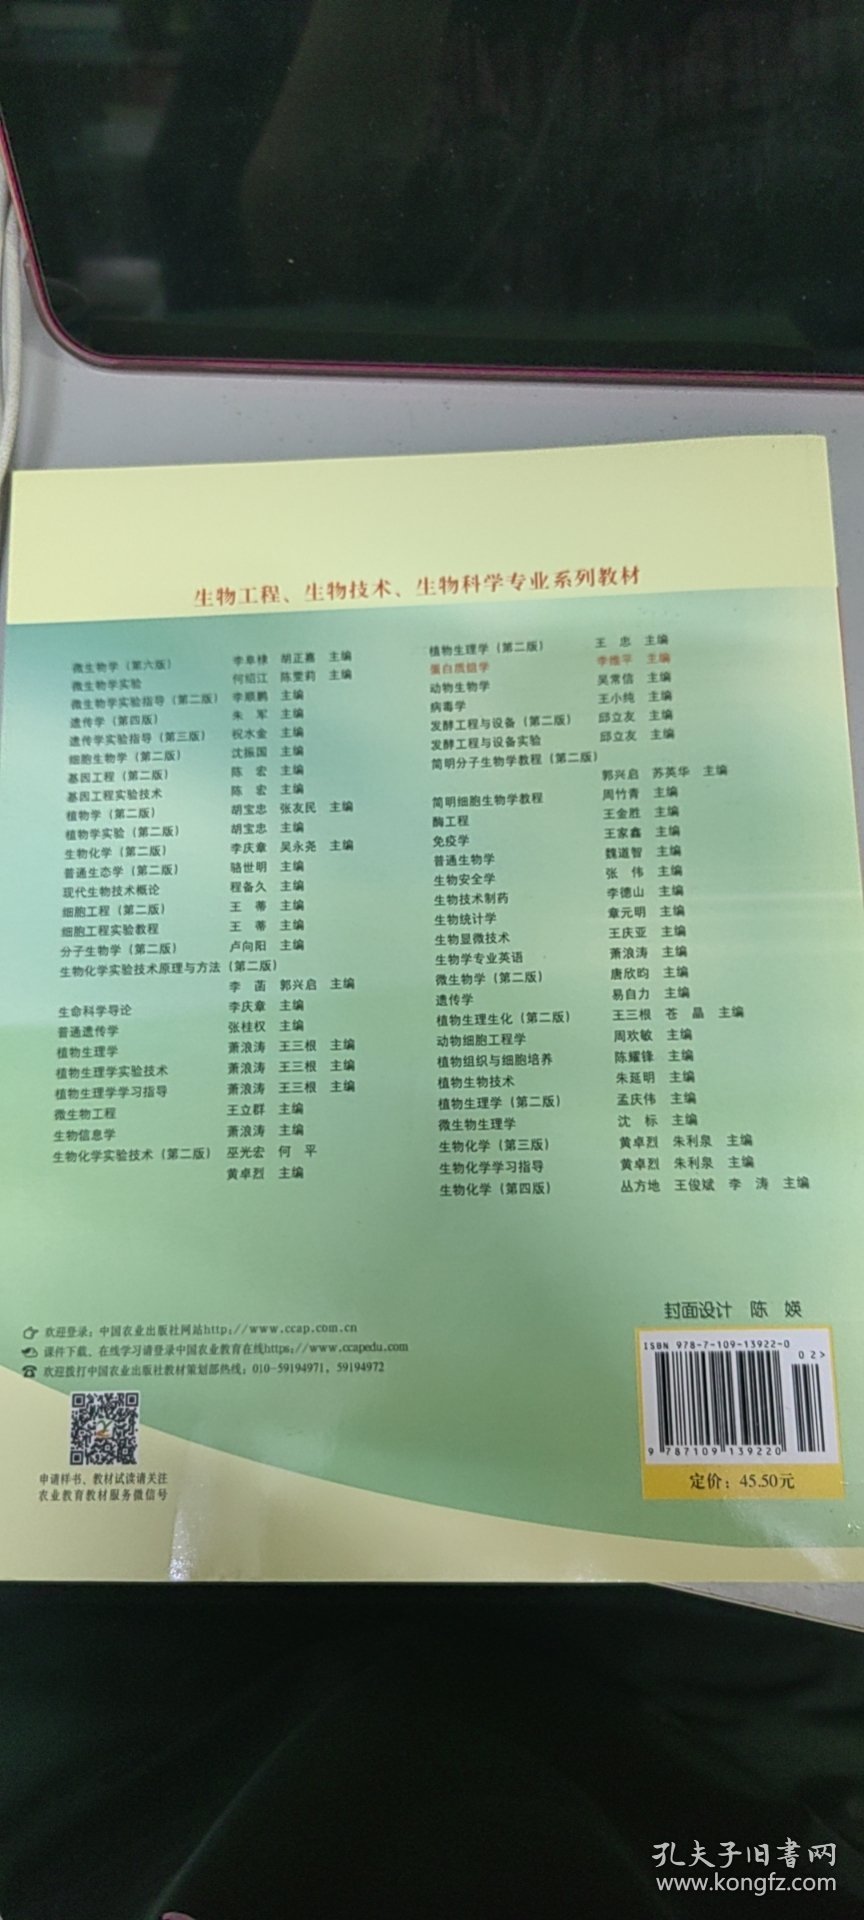 生物工程、生物技术、生物科学专业系列教材
微生物学（第六版） 李阜棣 胡正嘉 主编
微生物学实验 何绍江 陈雯莉 主编
微生物学实验指导（第二版） 李顺鹏 主编
遗传学（第四版） 朱 军 主编
遗传学实验指导（第三版） 祝水金 主编
细胞生物学（第二版） 沈振国 主编
基因工程（第二版） 陈 宏 主编
基因工程实验技术 陈 宏 主编
植物学（第二版） 胡宝忠 张友民 主编
植物学实验（第二版） 胡宝忠 主编
生物化学（第二版） 李庆章 吴永尧 主编
普通生态学（第二版） 骆世明 主编
现代生物技术概论 程备久 主编
细胞工程（第二版） 王 蒂 主编
细胞工程实验教程 王 蒂 主编
分子生物学（第二版） 卢向阳 主编
生物化学实验技术原理与方法（第二版）
李 菡 郭兴启 主编
生命科学导论 李庆章 主编
普通遗传学 张桂权 主编
植物生理学 萧浪涛 王三根 主编
植物生理学实验技术 萧浪涛 王三根 主编
植物生理学学习指导 萧浪涛 王三根 主编
微生物工程 王立群 主编
生物信息学 萧浪涛 主编
生物化学实验技术（第二版） 巫光宏 何 平
黄卓烈 主编
植物生理学（第二版） 王 忠 主编
蛋白质组学 李维平 主编
动物生物学 吴常信 主编
病毒学 王小纯 主编
发酵工程与设备（第二版） 邱立友 主编
发酵工程与设备实验 邱立友 主编
简明分子生物学教程（第二版）
郭兴启 苏英华 主编
简明细胞生物学教程 周竹青 主编
酶工程 王金胜 主编
免疫学 王家鑫 主编
普通生物学 魏道智 主编
生物安全学 张 伟 主编
生物技术制药 李德山 主编
生物统计学 章元明 主编
生物显微技术 王庆亚 主编
生物学专业英语 萧浪涛 主编
微生物学（第二版） 唐欣昀 主编
遗传学 易自力 主编
植物生理生化（第二版） 王三根 苍 晶 主编
动物细胞工程学 周欢敏 主编
植物组织与细胞培养 陈耀锋 主编
植物生物技术 朱延明 主编
植物生理学（第二版） 孟庆伟 主编
微生物生理学 沈 标 主编
生物化学（第三版） 黄卓烈 朱利泉 主编
生物化学学习指导 黄卓烈 朱利泉 主编
生物化学（第四版） 丛方地 王俊斌 李 涛 主编
欢迎登录：中国农业出版社网站http://www.ccap.com.cn
课件下载、在线学习请登录中国农业教育在线https://www.ccapedu.com
欢迎拨打中国农业出版社教材策划部热线：010-59194971，59194972
申请样书、教材试读请关注
农业教育教材服务微信号
封面设计 陈 媖
ISBN 978-7-109-13922-0
02>
9 787109 139220
定价：45.50元
孔夫子旧书网
www.kongfz.com